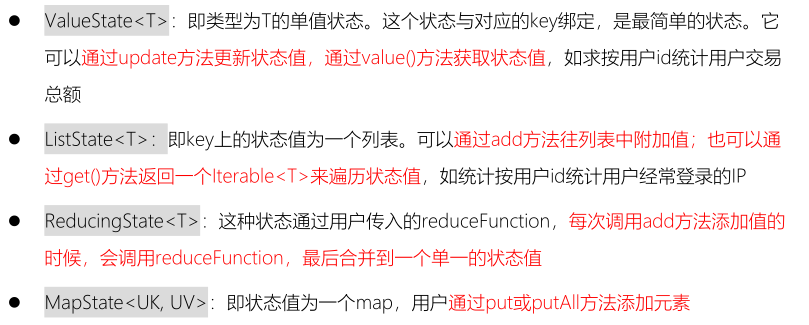 ● ValueState<T>：即类型为T的单值状态。这个状态与对应的key绑定，是最简单的状态。它
可以通过update方法更新状态值，通过value()方法获取状态值，如求按用户id统计用户交易
总额
● ListState<T>：即key上的状态值为一个列表。可以通过add方法往列表中附加值；也可以通
过get()方法返回一个Iterable<T>来遍历状态值，如统计按用户id统计用户经常登录的IP
● ReducingState<T>：这种状态通过用户传入的reduceFunction，每次调用add方法添加值的
时候，会调用reduceFunction，最后合并到一个单一的状态值
● MapState<UK, UV>：即状态值为一个map，用户通过put或putAll方法添加元素